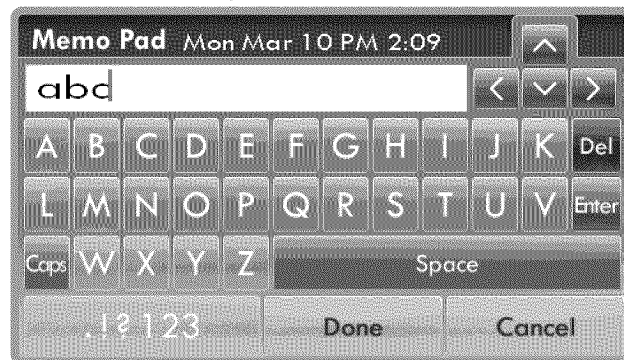 Memo Pad Mon Mar 10 PM 2:09
abc
A B C D E F G H I J K Del
L M N O P Q R S T U V Enter
Caps W X Y Z Space
.!?123 Done Cancel